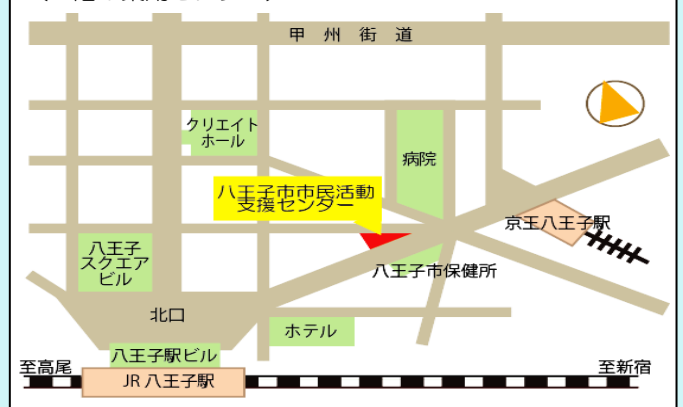 甲州街道
クリエイト
ホール
病院
八王子市市民活動
支援センター
京王八王子駅
八王子
スクエア
ビル
八王子市保健所
北口
ホテル
八王子駅ビル
至高尾
至新宿
JR八王子駅